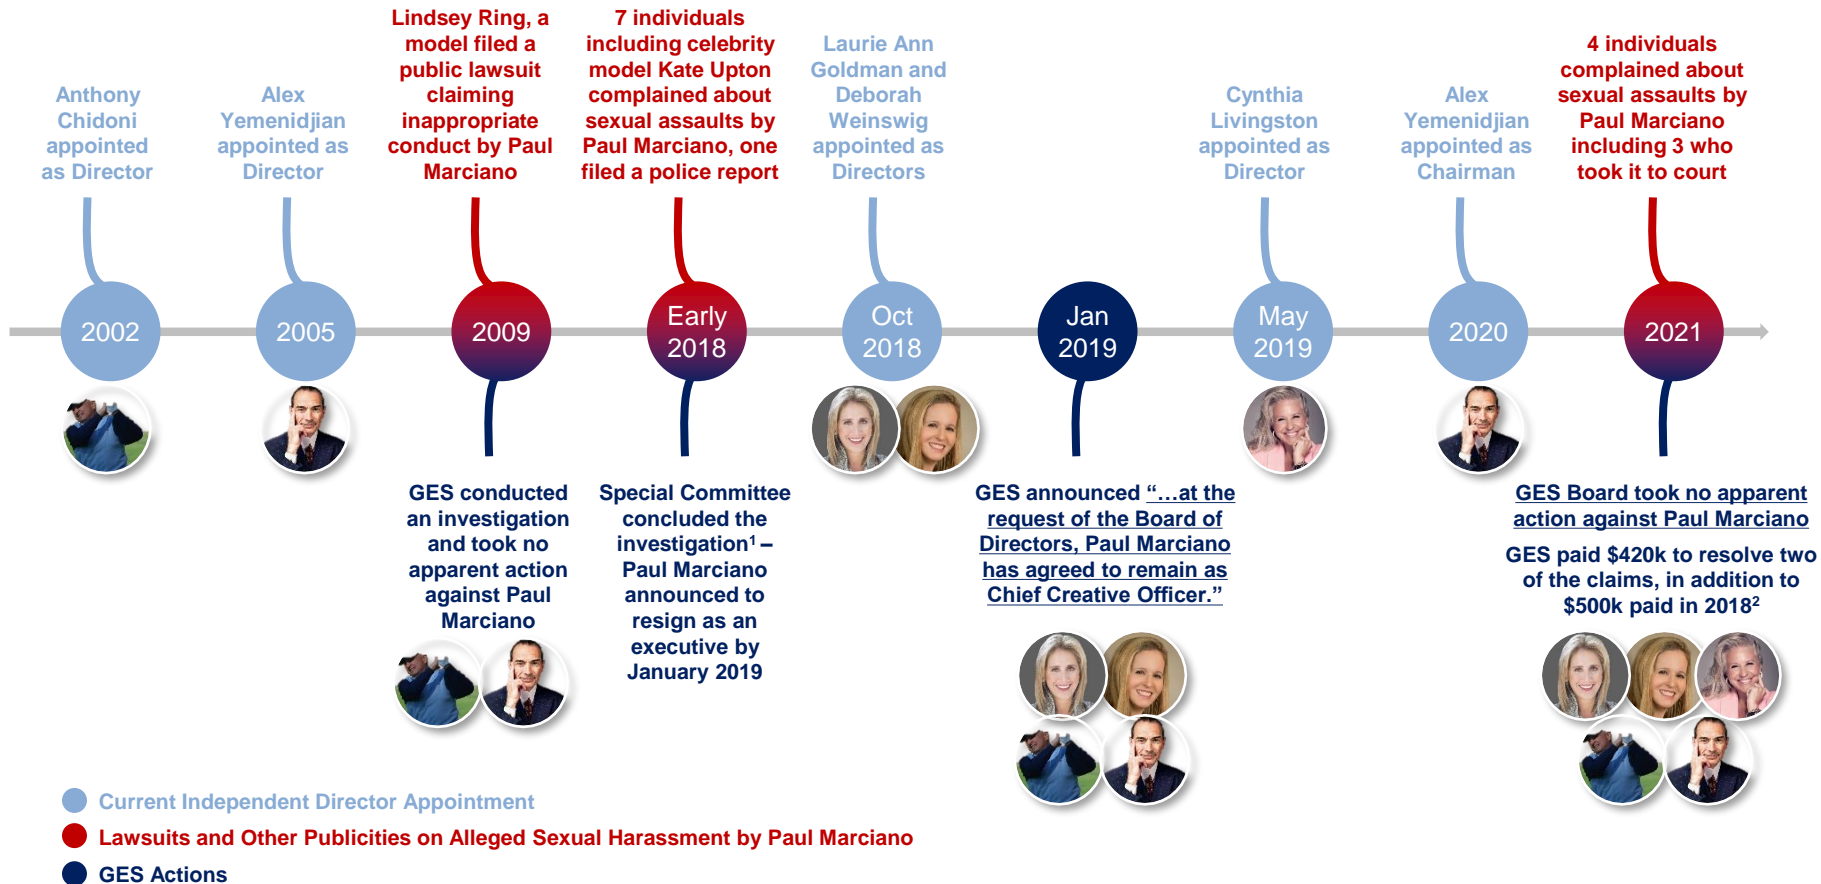 Anthony
Chidoni
appointed
as Director
Alex
Yemenidjian
appointed as
Director
Lindsey Ring, a
model filed a
public lawsuit
claiming
inappropriate
conduct by Paul
Marciano
7 individuals
including celebrity
model Kate Upton
complained about
sexual assaults by
Paul Marciano, one
filed a police report
Laurie Ann
Goldman and
Deborah
Weinswig
appointed as
Directors
Cynthia
Livingston
appointed as
Director
Alex
Yemenidjian
appointed as
Chairman
4 individuals
complained about
sexual assaults by
Paul Marciano
including 3 who
took it to court
2002
2005
2009
Early
2018
Oct
2018
Jan
2019
May
2019
2020
2021
GES conducted
an investigation
and took no
apparent action
against Paul
Marciano
Special Committee
concluded the
investigation¹ –
Paul Marciano
announced to
resign as an
executive by
January 2019
GES announced “…at the
request of the Board of
Directors, Paul Marciano
has agreed to remain as
Chief Creative Officer.”
GES Board took no apparent
action against Paul Marciano
GES paid $420k to resolve two
of the claims, in addition to
$500k paid in 2018²
Current Independent Director Appointment
Lawsuits and Other Publicities on Alleged Sexual Harassment by Paul Marciano
GES Actions